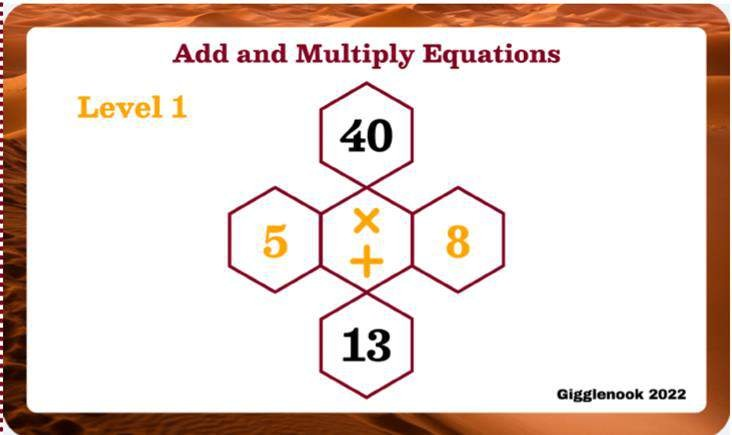 Add and Multiply Equations
Level 1
40
5 × 8
+
13
Gigglenook 2022